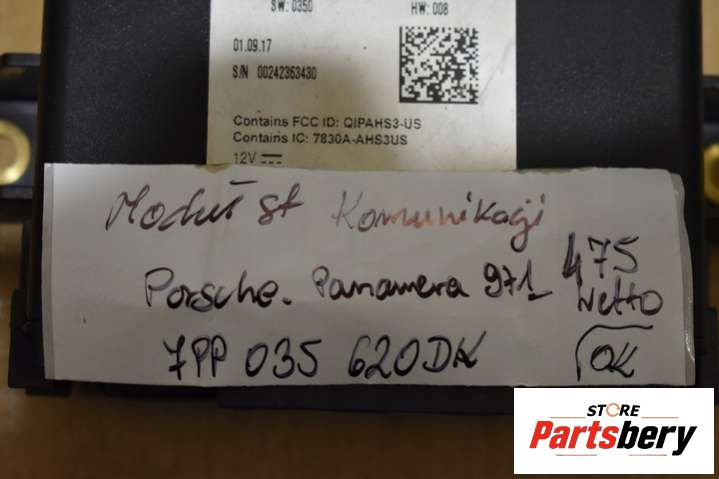 SW: 0350 HW: 008
01.09.17
S/N 00242363430
Contains FCC ID: QIPAHS3-US
Contains IC: 7830A-AHS3US
12V
Moduł st Komunikacji
Porsche. Panamera 971 475
Netto
7PP 035 620DK OK
STORE
Partsbery